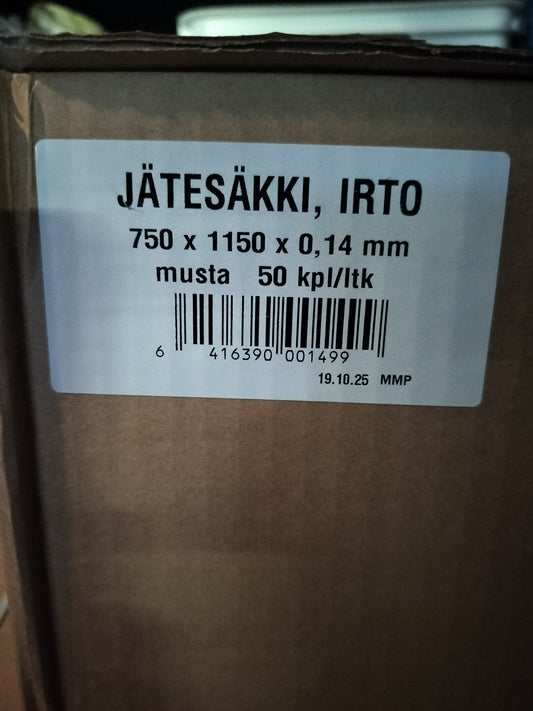 JÄTESÄKKI, IRTO
750 x 1150 x 0,14 mm
musta 50 kpl/ltk
6 416390 001499
19.10.25 MMP